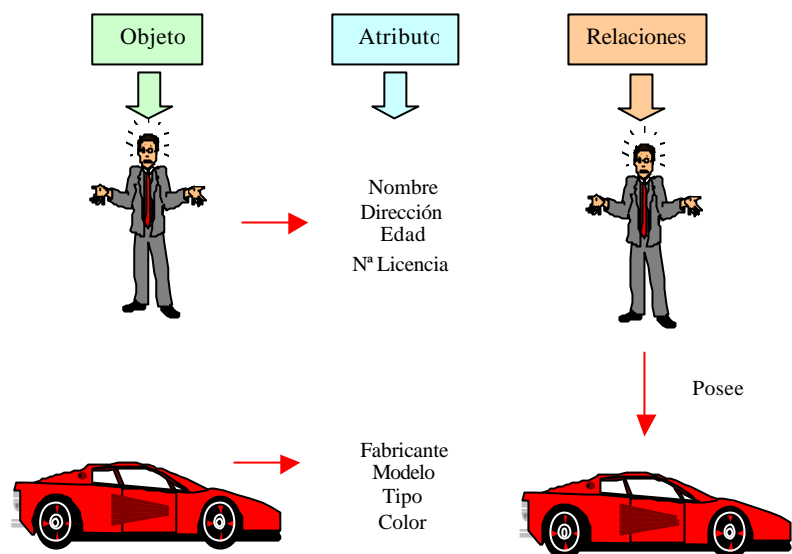 Objeto
Atributo
Relaciones
Nombre
Dirección
Edad
Nª Licencia
Posee
Fabricante
Modelo
Tipo
Color